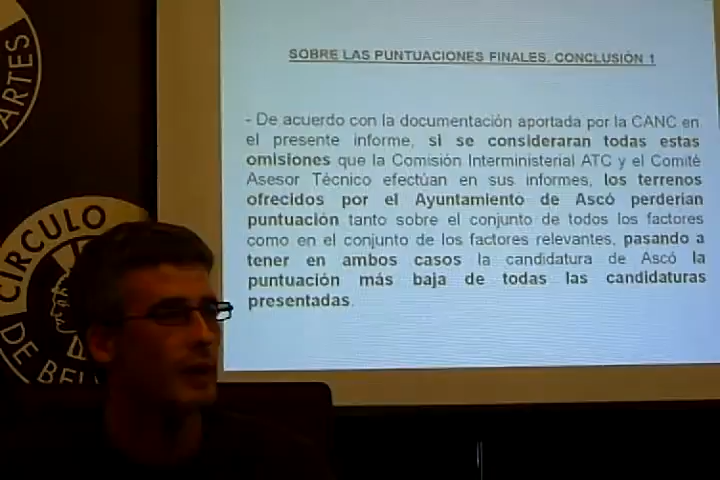 SOBRE LAS PUNTUACIONES FINALES. CONCLUSIÓN 1
- De acuerdo con la documentación aportada por la CANC en
el presente informe, si se consideraran todas estas
omisiones que la Comisión Interministerial ATC y el Comité
Asesor Técnico efectúan en sus informes, los terrenos
ofrecidos por el Ayuntamiento de Ascó perderían
puntuación tanto sobre el conjunto de todos los factores
como en el conjunto de los factores relevantes, pasando a
tener en ambos casos la candidatura de Ascó la
puntuación más baja de todas las candidaturas
presentadas.
ARTES
CIRCULO
DE BEL